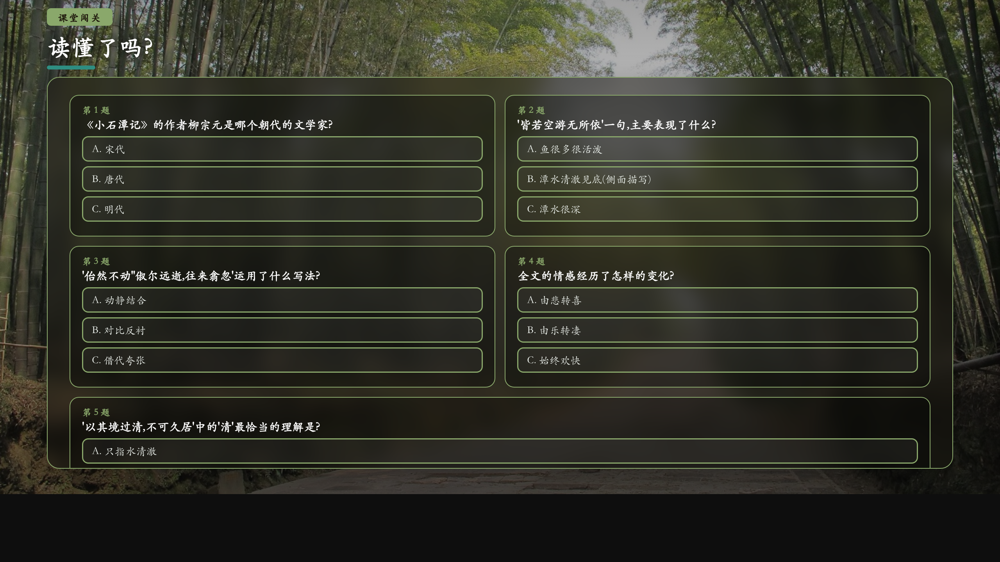 课堂闯关
读懂了吗?
第 1 题
《小石潭记》的作者柳宗元是哪个朝代的文学家?
A. 宋代
B. 唐代
C. 明代
第 2 题
'皆若空游无所依'一句,主要表现了什么?
A. 鱼很多很活泼
B. 潭水清澈见底(侧面描写)
C. 潭水很深
第 3 题
'佁然不动''俶尔远逝,往来翕忽'运用了什么写法?
A. 动静结合
B. 对比反衬
C. 借代夸张
第 4 题
全文的情感经历了怎样的变化?
A. 由悲转喜
B. 由乐转凄
C. 始终欢快
第 5 题
'以其境过清,不可久居'中的'清'最恰当的理解是?
A. 只指水清澈